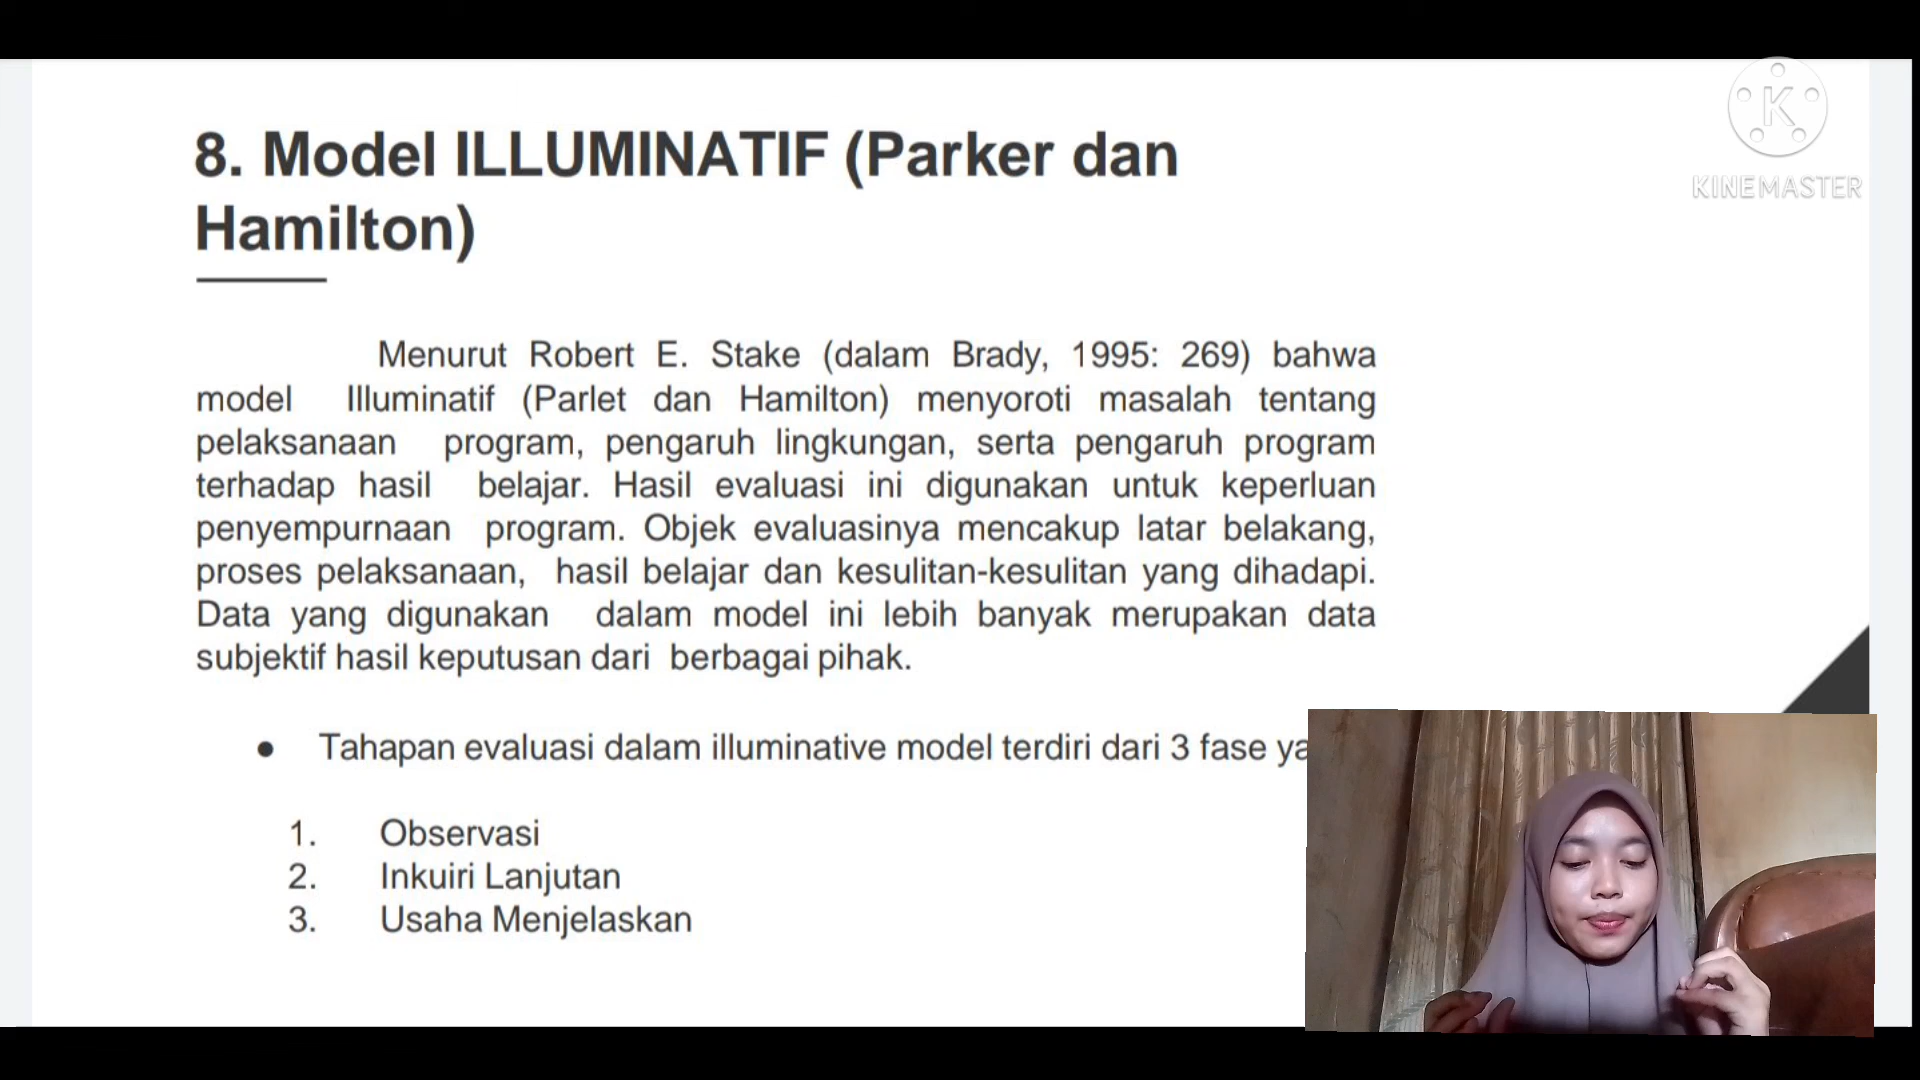 8. Model ILLUMINATIF (Parker dan
Hamilton)
Menurut Robert E. Stake (dalam Brady, 1995: 269) bahwa
model Illuminatif (Parlet dan Hamilton) menyoroti masalah tentang
pelaksanaan program, pengaruh lingkungan, serta pengaruh program
terhadap hasil belajar. Hasil evaluasi ini digunakan untuk keperluan
penyempurnaan program. Objek evaluasinya mencakup latar belakang,
proses pelaksanaan, hasil belajar dan kesulitan-kesulitan yang dihadapi.
Data yang digunakan dalam model ini lebih banyak merupakan data
subjektif hasil keputusan dari berbagai pihak.
● Tahapan evaluasi dalam illuminative model terdiri dari 3 fase
1. Observasi
2. Inkuiri Lanjutan
3. Usaha Menjelaskan
K
KINEMASTER